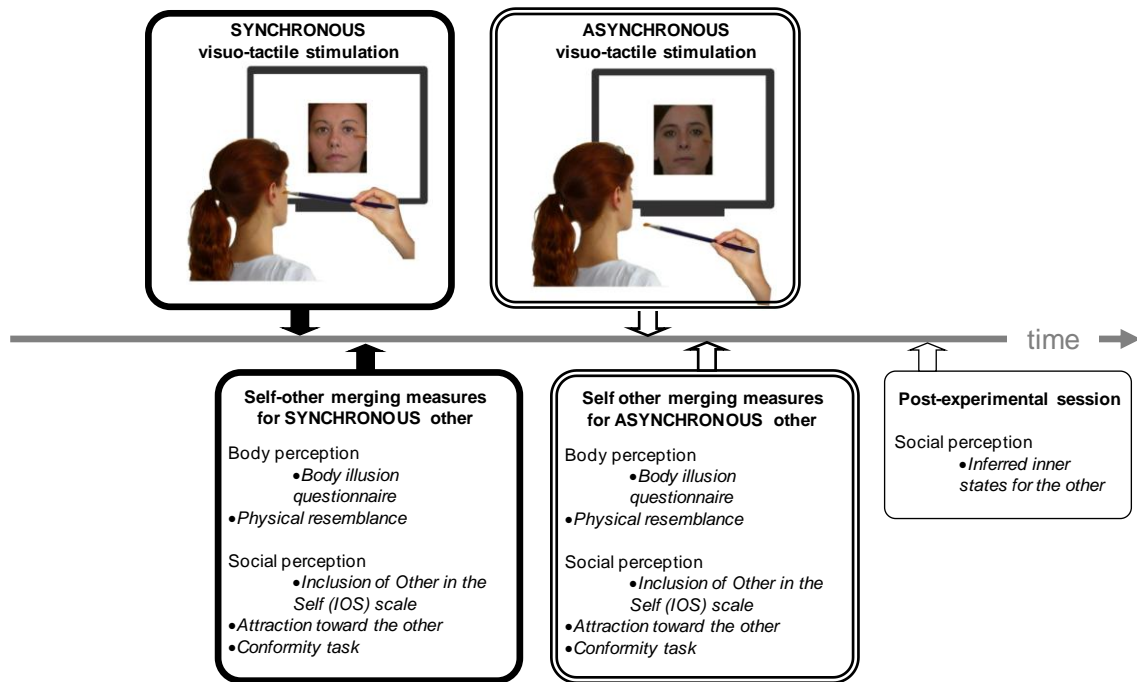 SYNCHRONOUS
visuo-tactile stimulation
ASYNCHRONOUS
visuo-tactile stimulation
time
Self-other merging measures
for SYNCHRONOUS other
Body perception
•Body illusion
questionnaire
•Physical resemblance
Social perception
•Inclusion of Other in the
Self (IOS) scale
•Attraction toward the other
•Conformity task
Self other merging measures
for ASYNCHRONOUS other
Body perception
•Body illusion
questionnaire
•Physical resemblance
Social perception
•Inclusion of Other in the
Self (IOS) scale
•Attraction toward the other
•Conformity task
Post-experimental session
Social perception
•Inferred inner
states for the other